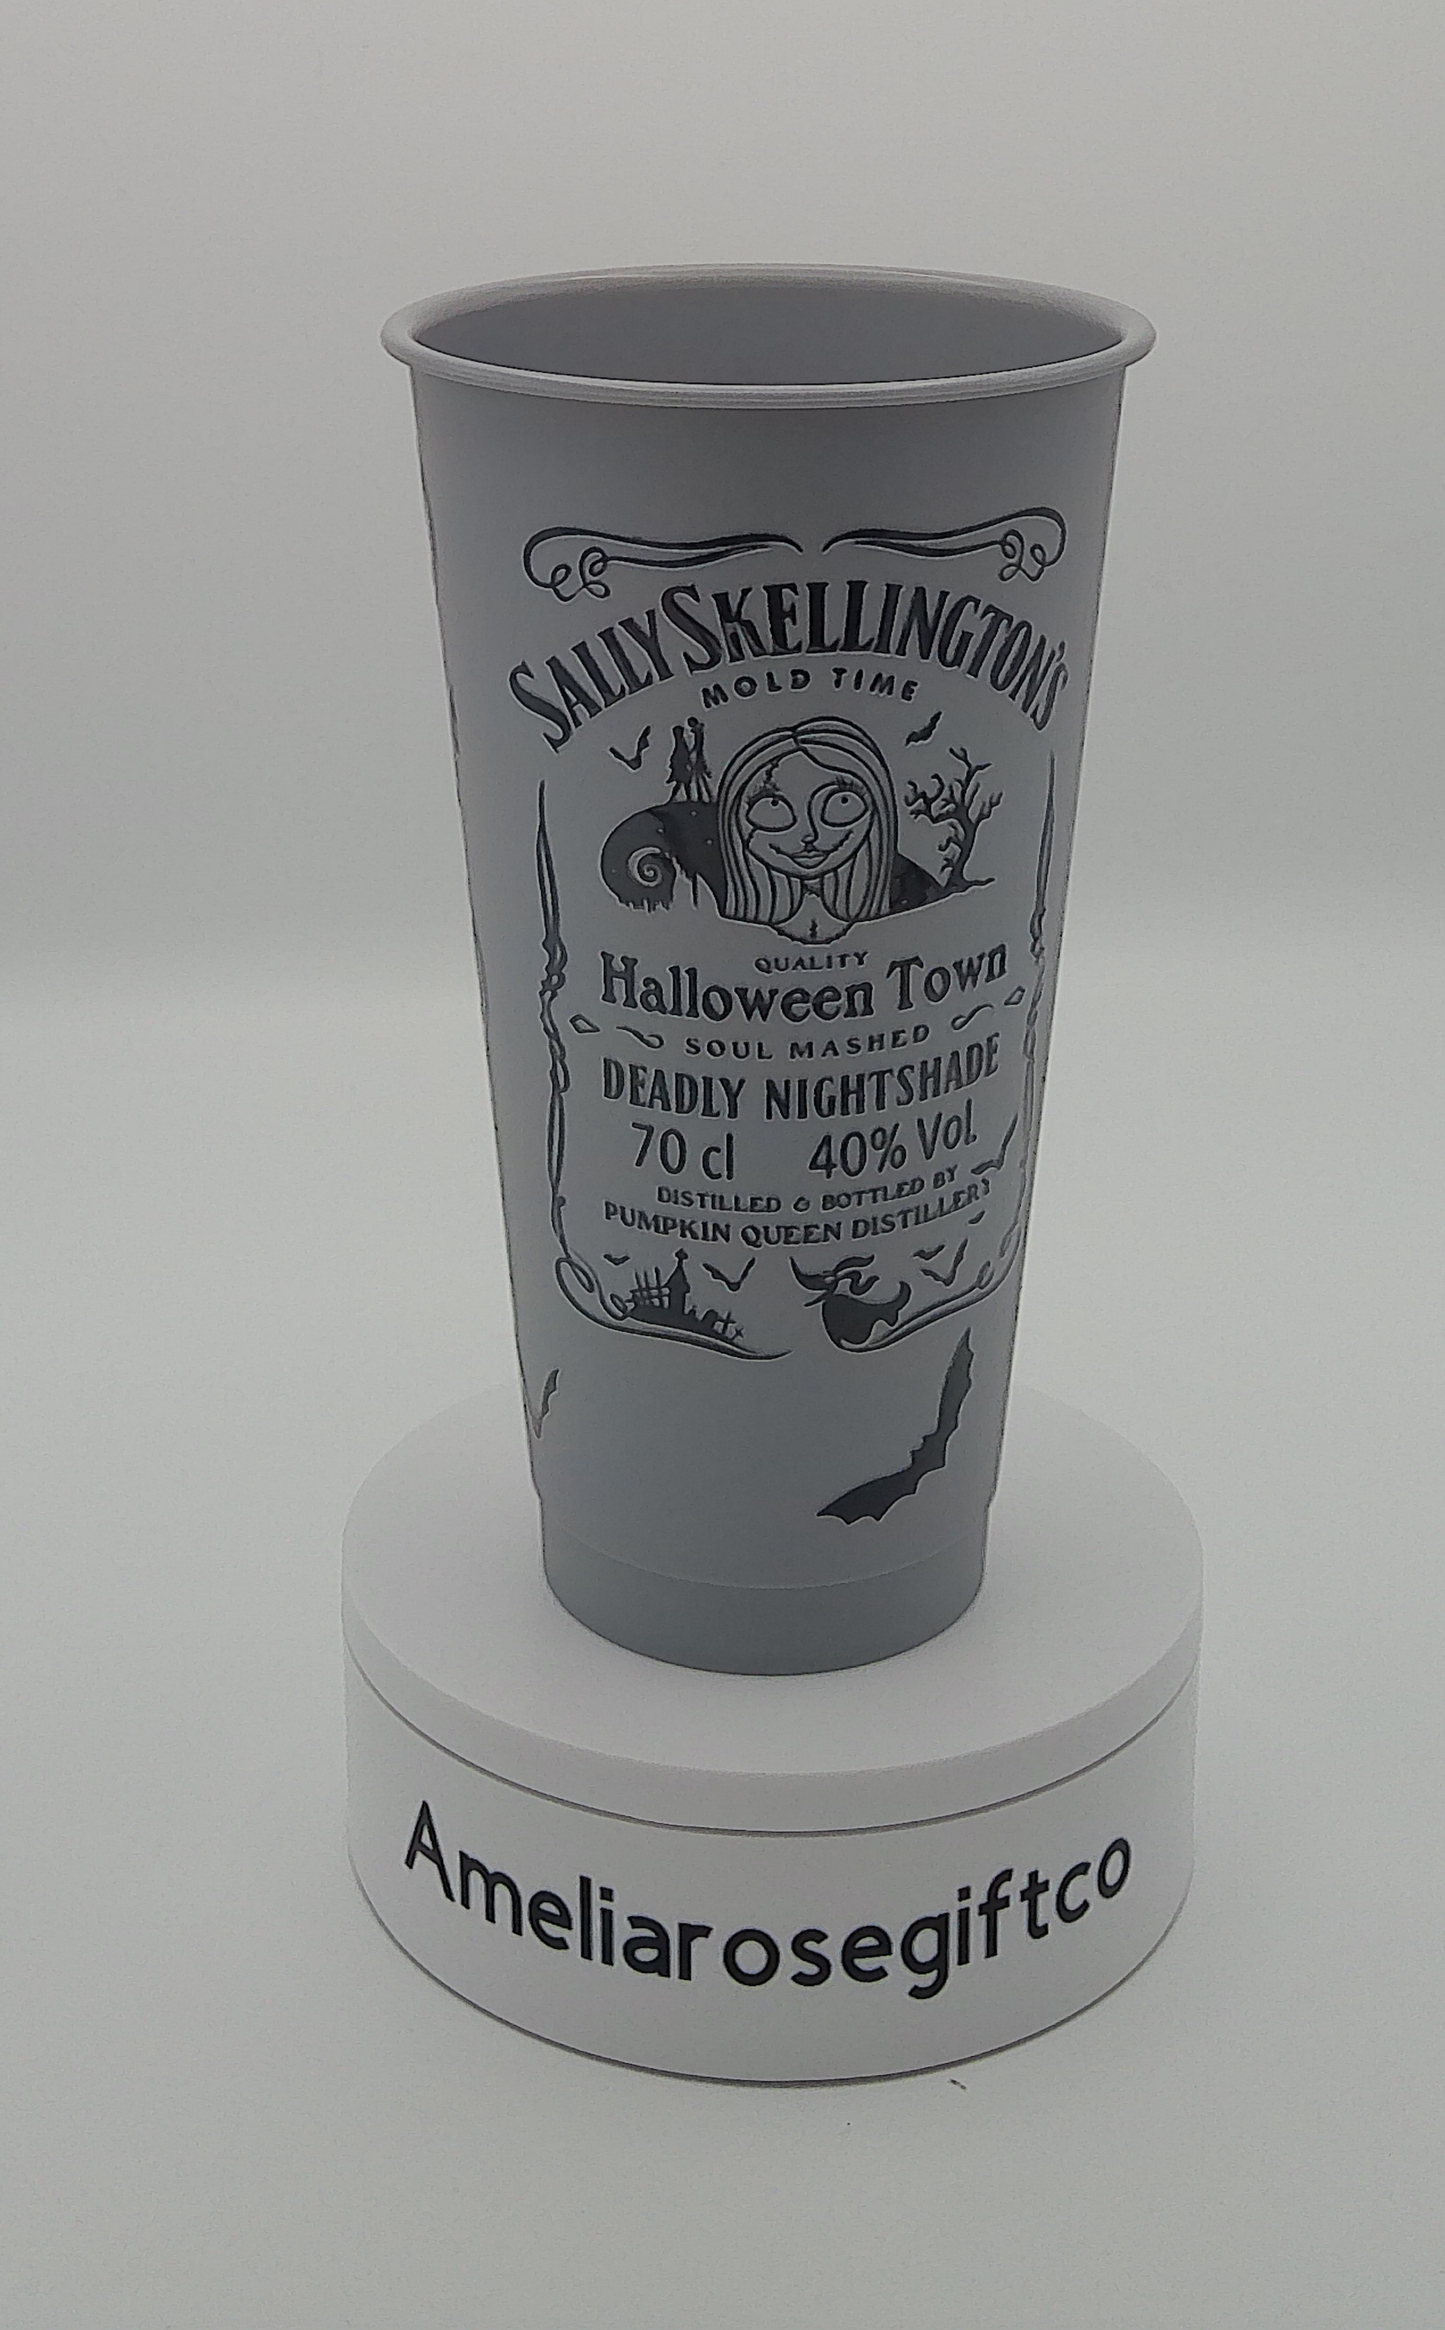 SALLY SKELLINGTON'S
MOLD TIME
QUALITY
Halloween Town
SOUL MASHED
DEADLY NIGHTSHADE
70 cl 40% Vol.
DISTILLED & BOTTLED BY
PUMPKIN QUEEN DISTILLERY
Ameliarosegiftco